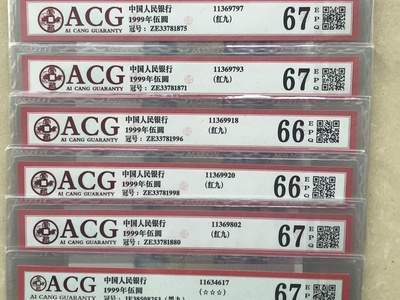 ACG
AI CANG GUARANTY
中国人民银行 11369797
1999年伍圆 (红九)
冠号：ZE33781875
67 EPQ
ACG
AI CANG GUARANTY
中国人民银行 11369793
1999年伍圆 (红九)
冠号：ZE33781871
67 EPQ
ACG
AI CANG GUARANTY
中国人民银行 11369918
1999年伍圆 (红九)
冠号：ZE33781996
66 EPQ
ACG
AI CANG GUARANTY
中国人民银行 11369920
1999年伍圆 (红九)
冠号：ZE33781998
66 EPQ
ACG
AI CANG GUARANTY
中国人民银行 11369802
1999年伍圆 (红九)
冠号：ZE33781880
67 EPQ
ACG
AI CANG GUARANTY
中国人民银行 11634617
1999年伍圆 (☆☆☆)
67 EPQ